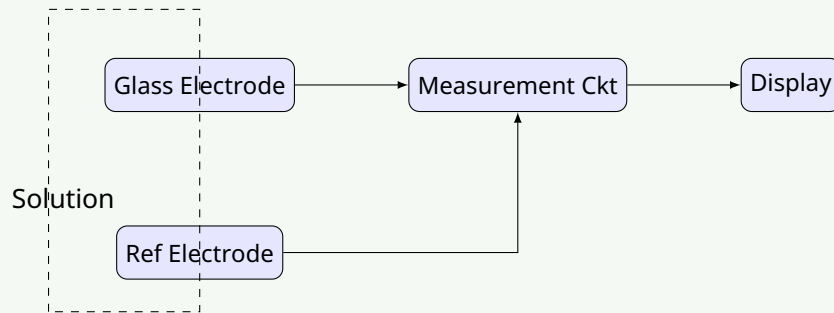 Glass Electrode
Measurement Ckt
Display
Solution
Ref Electrode